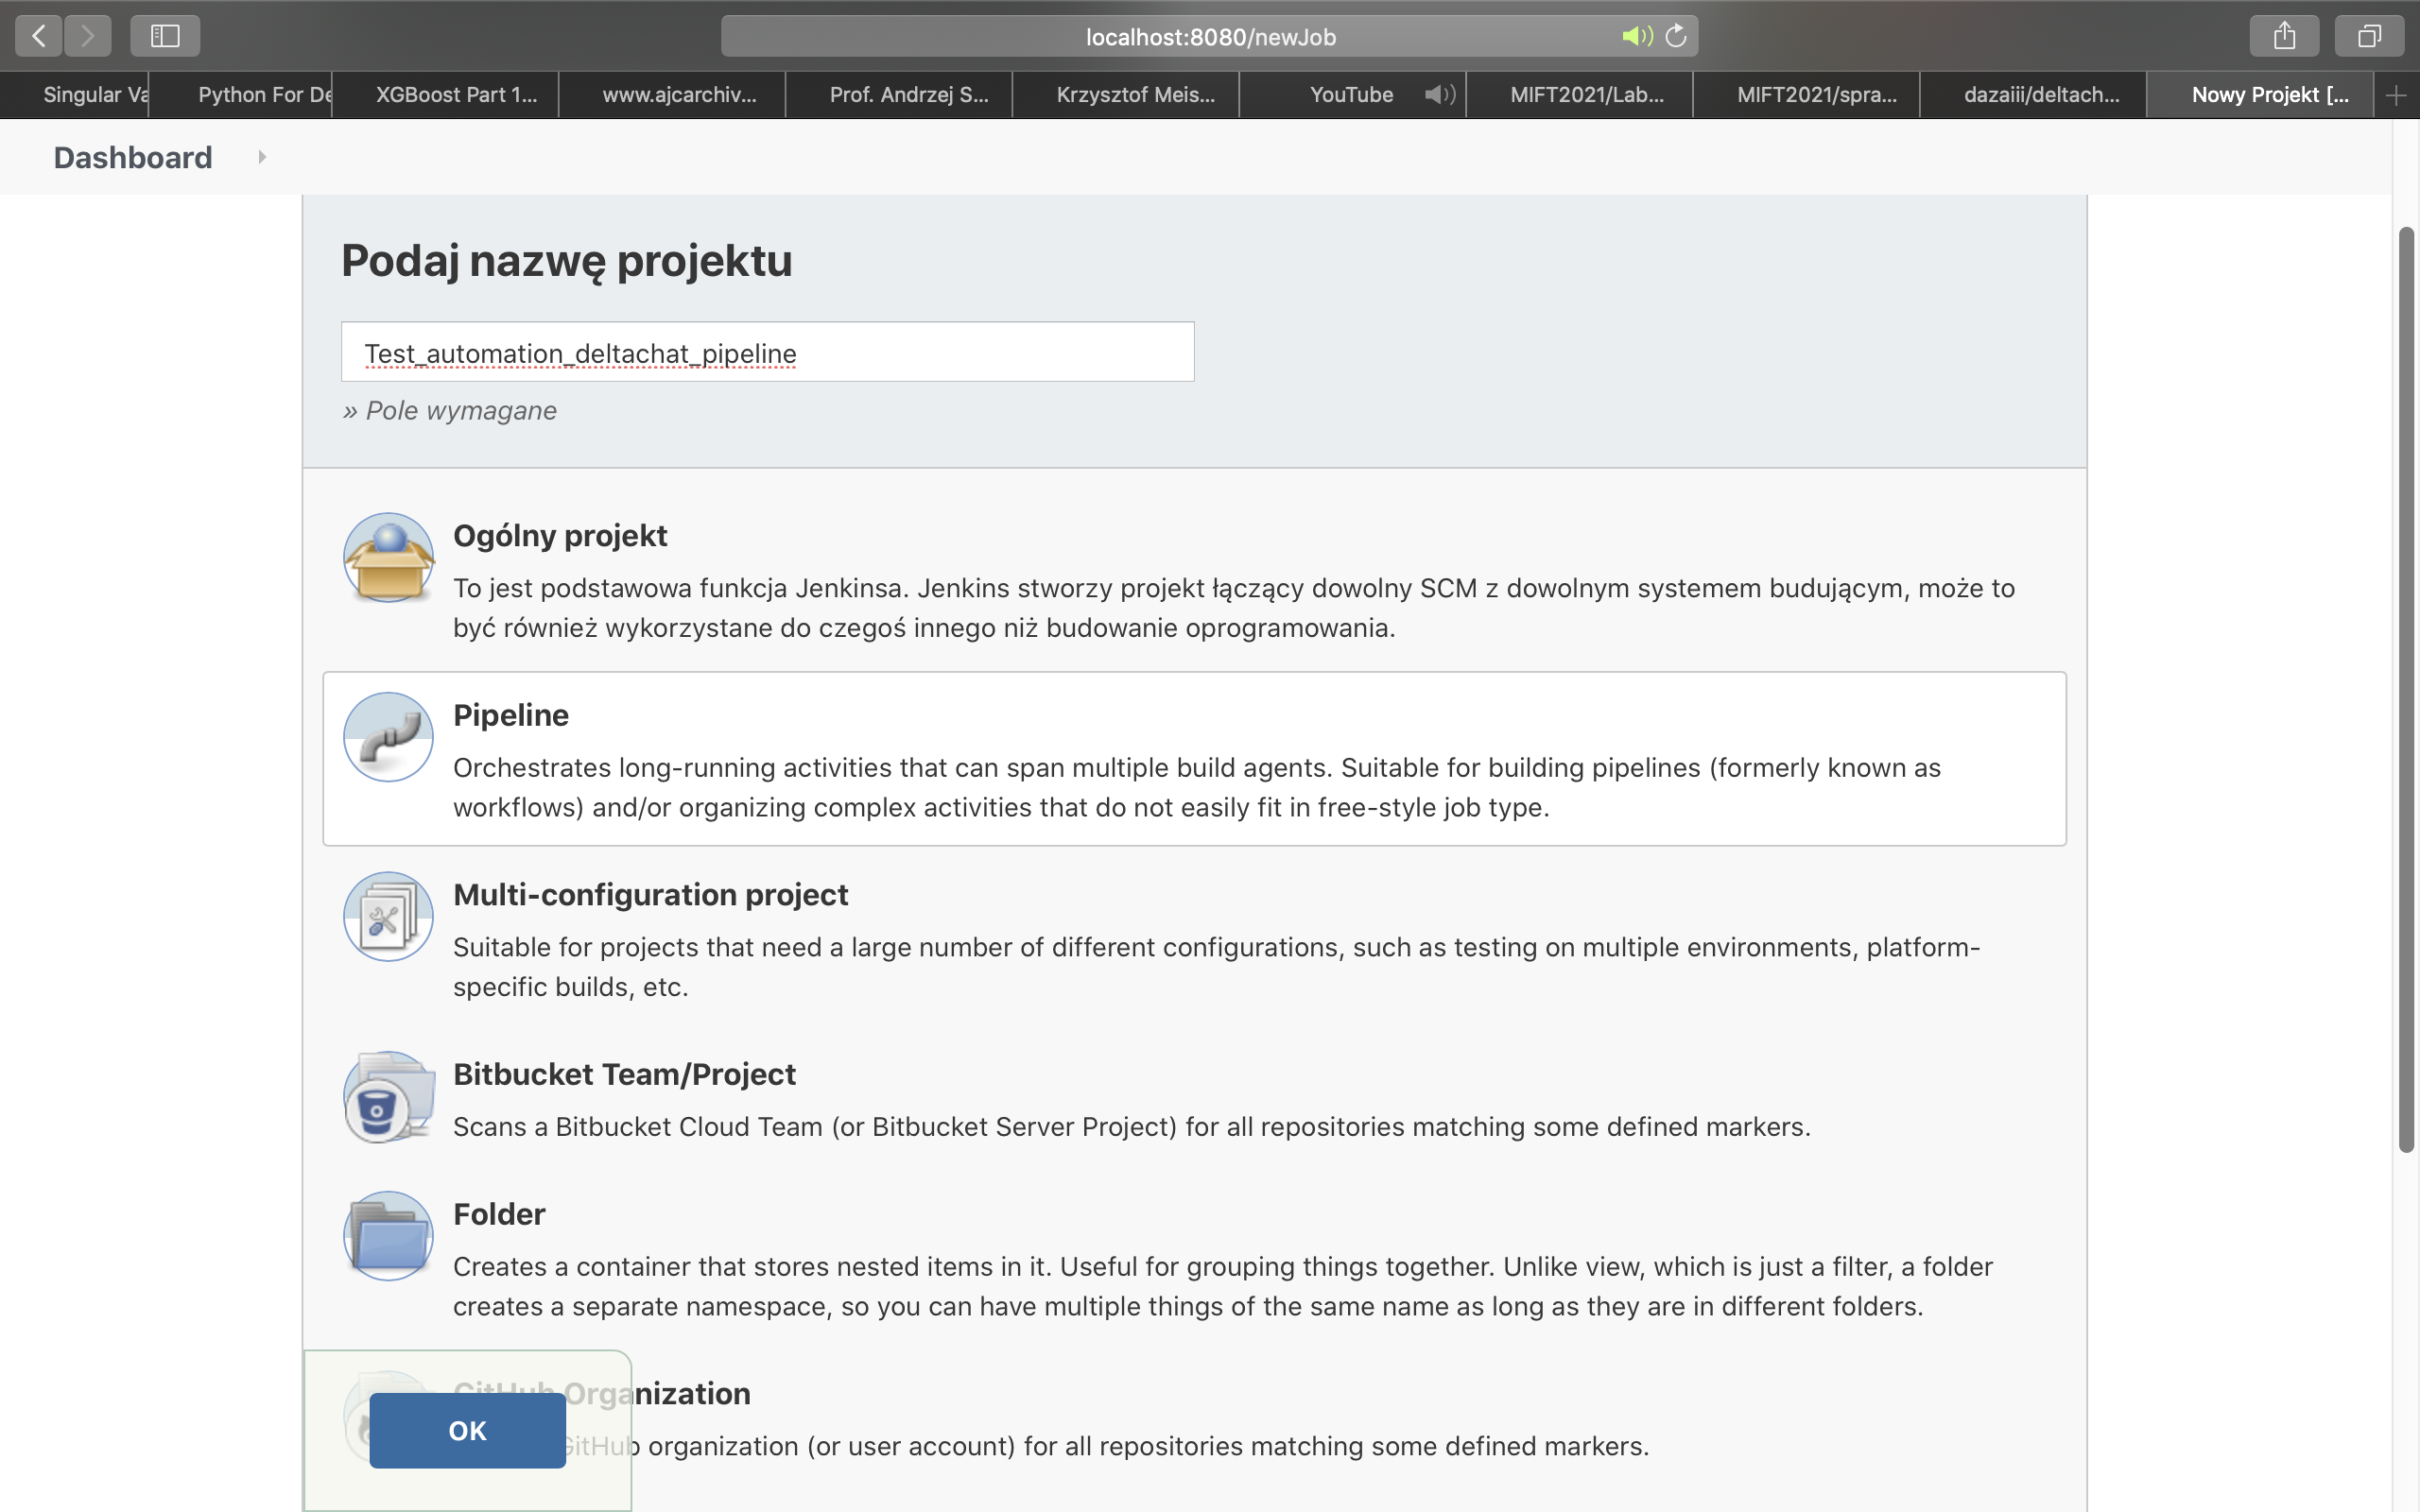 localhost:8080/newJob
Singular Va
Python For De
XGBoost Part 1...
www.ajcarchiv...
Prof. Andrzej S...
Krzysztof Meis...
YouTube
MIFT2021/Lab...
MIFT2021/spra...
dazaiii/deltach...
Nowy Projekt [...
Dashboard
Podaj nazwę projektu
Test_automation_deltachat_pipeline
» Pole wymagane
Ogólny projekt
To jest podstawowa funkcja Jenkinsa. Jenkins stworzy projekt łączący dowolny SCM z dowolnym systemem budującym, może to
być również wykorzystane do czegoś innego niż budowanie oprogramowania.
Pipeline
Orchestrates long-running activities that can span multiple build agents. Suitable for building pipelines (formerly known as
workflows) and/or organizing complex activities that do not easily fit in free-style job type.
Multi-configuration project
Suitable for projects that need a large number of different configurations, such as testing on multiple environments, platform-
specific builds, etc.
Bitbucket Team/Project
Scans a Bitbucket Cloud Team (or Bitbucket Server Project) for all repositories matching some defined markers.
Folder
Creates a container that stores nested items in it. Useful for grouping things together. Unlike view, which is just a filter, a folder
creates a separate namespace, so you can have multiple things of the same name as long as they are in different folders.
GitHub Organization
GitHub organization (or user account) for all repositories matching some defined markers.
OK